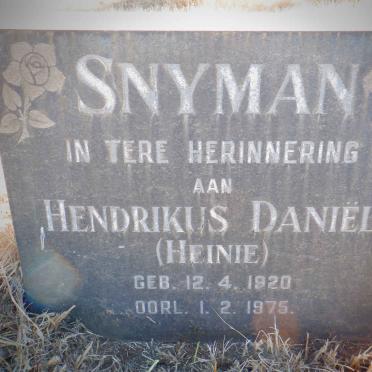 SNYMAN
IN TERE HERINNERING
AAN
HENDRIKUS DANIËL
(HEINIE)
GEB. 12. 4. 1920
OORL. 1. 2. 1975.